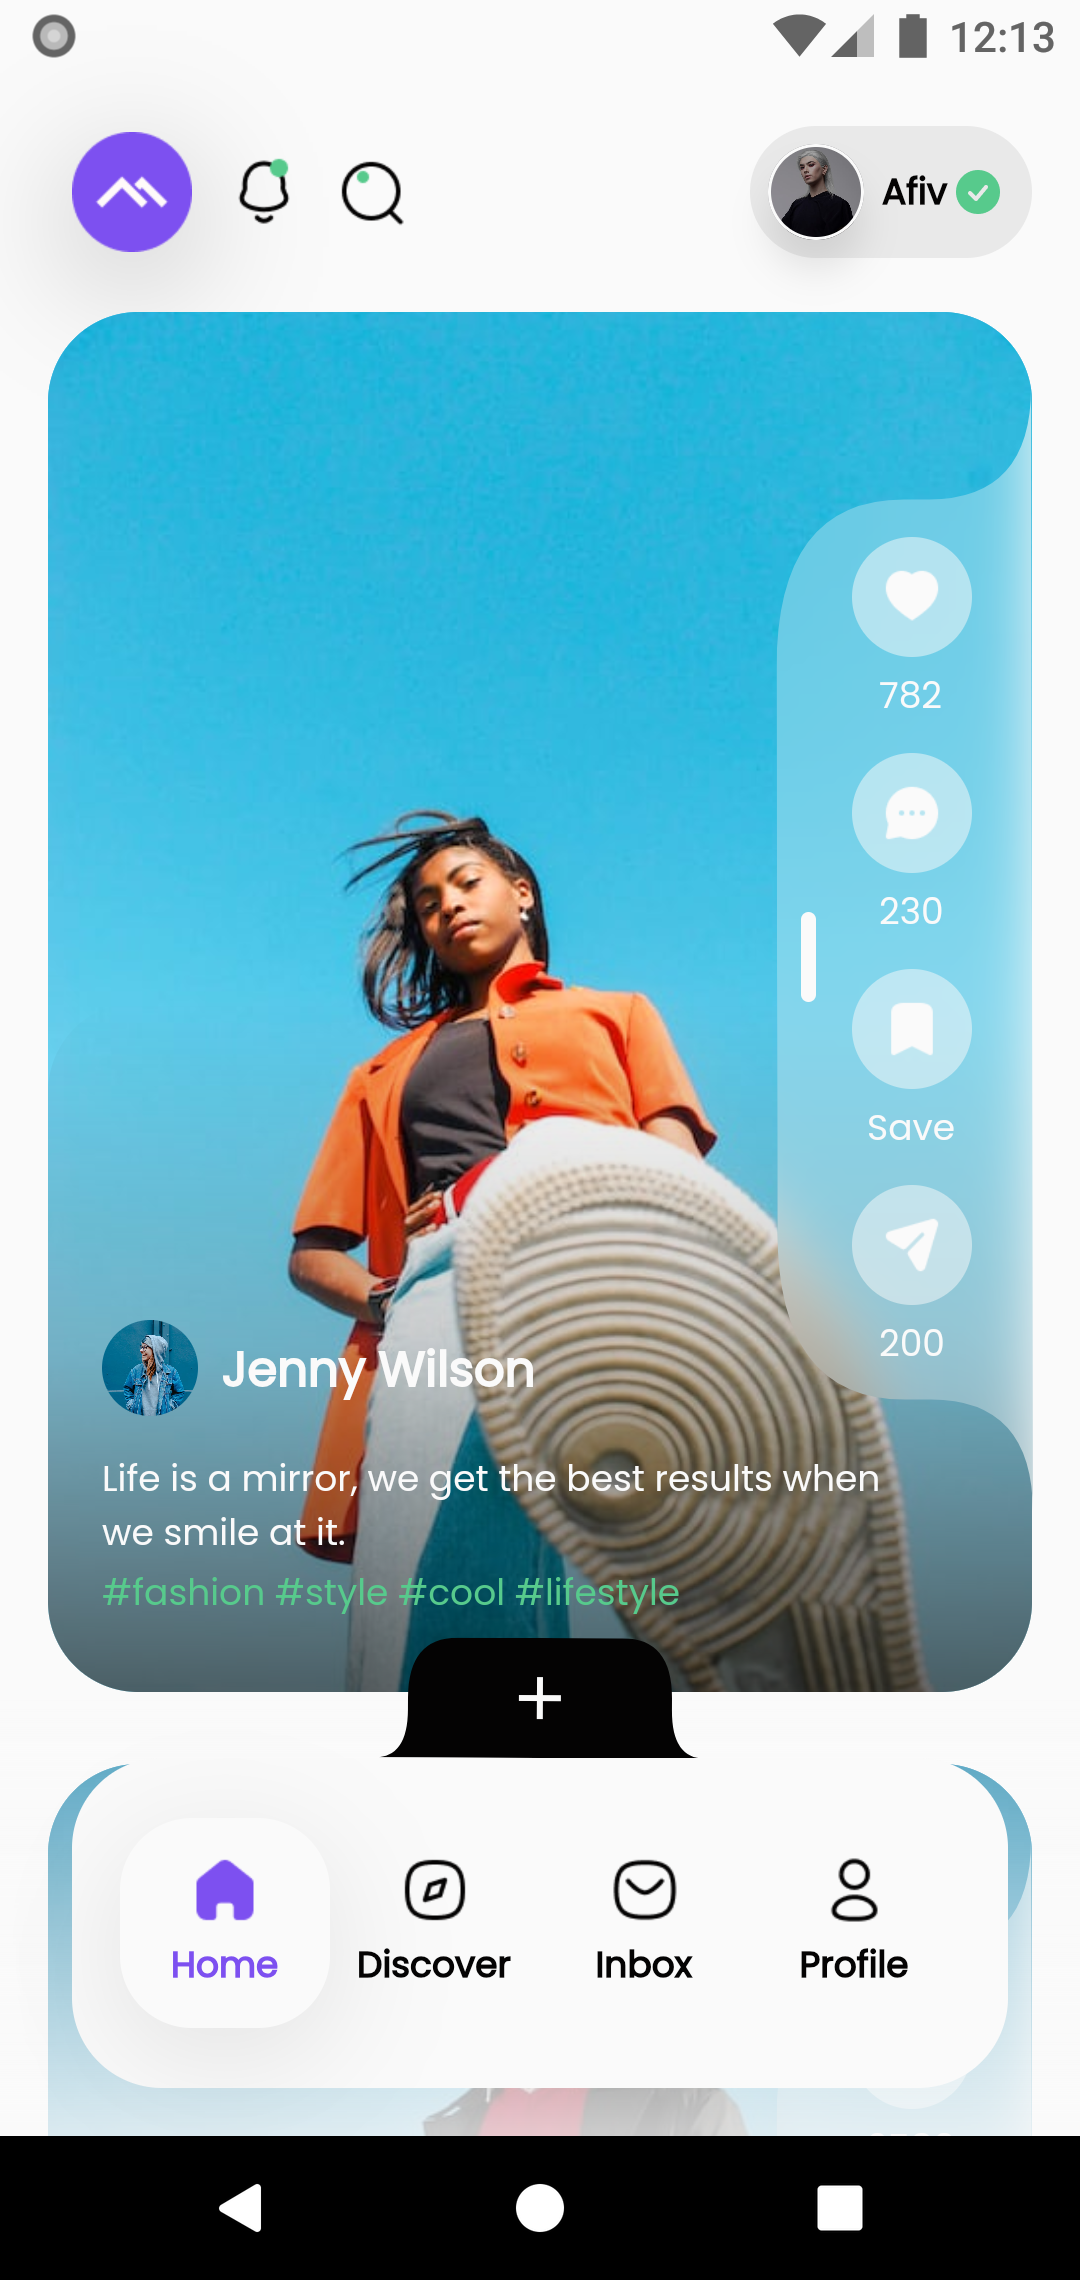 12:13
Afiv
782
230
Save
200
Jenny Wilson
Life is a mirror, we get the best results when
we smile at it.
#fashion #style #cool #lifestyle
Home
Discover
Inbox
Profile